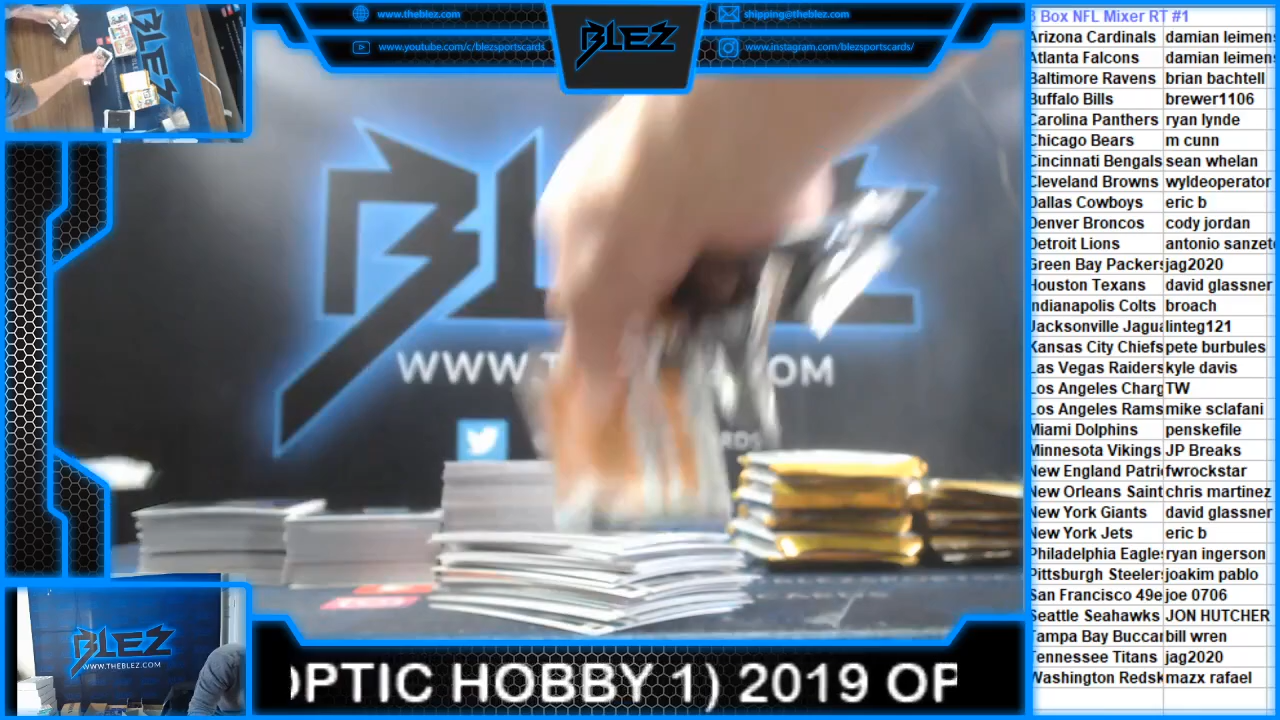 www.theblez.com
shipping@theblez.com
www.youtube.com/c/blezsportscards
www.instagram.com/blezsportscards/
BLEZ
BLEZ
WWW.T
.COM
RDS
BLEZ
BLEZ
WWW.THEBLEZ.COM
OPTIC HOBBY 1) 2019 OP
3 Box NFL Mixer RT #1
Arizona Cardinals damian leimens
Atlanta Falcons damian leimens
Baltimore Ravens brian bachtell
Buffalo Bills brewer1106
Carolina Panthers ryan lynde
Chicago Bears m cunn
Cincinnati Bengals sean whelan
Cleveland Browns wyldeoperator
Dallas Cowboys eric b
Denver Broncos cody jordan
Detroit Lions antonio sanzeto
Green Bay Packers jag2020
Houston Texans david glassner
Indianapolis Colts broach
Jacksonville Jagua linteg121
Kansas City Chiefs pete burbules
Las Vegas Raiders kyle davis
Los Angeles Charg TW
Los Angeles Rams mike sclafani
Miami Dolphins penskefile
Minnesota Vikings JP Breaks
New England Patri fwrockstar
New Orleans Saint chris martinez
New York Giants david glassner
New York Jets eric b
Philadelphia Eagle ryan ingerson
Pittsburgh Steeler joakim pablo
San Francisco 49e joe 0706
Seattle Seahawks JON HUTCHER
Tampa Bay Buccar bill wren
Tennessee Titans jag2020
Washington Redsk mazx rafael